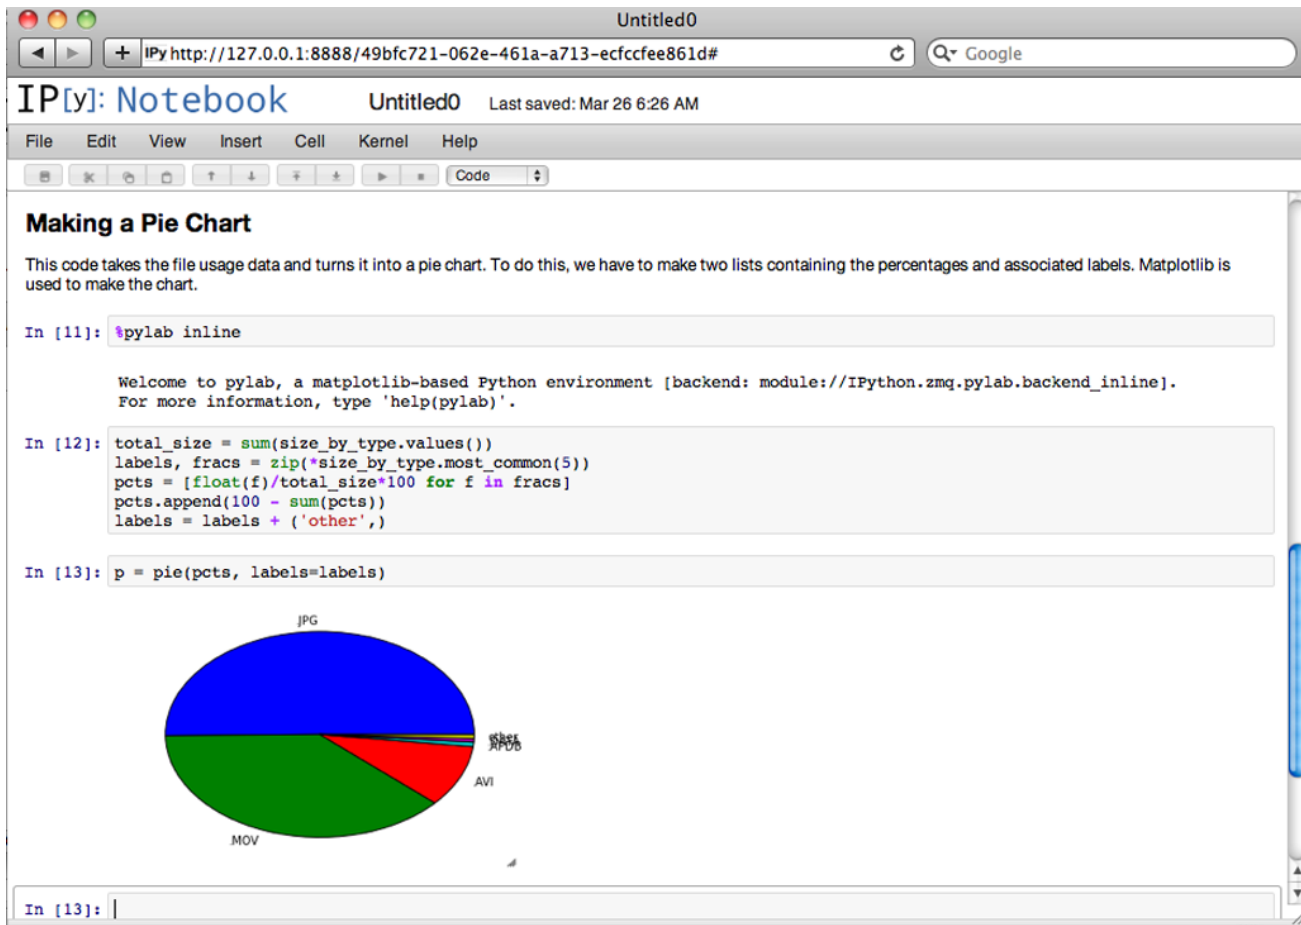 Untitled0
IPy http://127.0.0.1:8888/49bfc721-062e-461a-a713-ecfccfee861d#
Google
IP[y]: Notebook Untitled0 Last saved: Mar 26 6:26 AM
File Edit View Insert Cell Kernel Help
Code
Making a Pie Chart
This code takes the file usage data and turns it into a pie chart. To do this, we have to make two lists containing the percentages and associated labels. Matplotlib is
used to make the chart.
In [11]: %pylab inline
Welcome to pylab, a matplotlib-based Python environment [backend: module://IPython.zmq.pylab.backend_inline].
For more information, type 'help(pylab)'.
In [12]: total_size = sum(size_by_type.values())
labels, fracs = zip(*size_by_type.most_common(5))
pcts = [float(f)/total_size*100 for f in fracs]
pcts.append(100 - sum(pcts))
labels = labels + ('other',)
In [13]: p = pie(pcts, labels=labels)
JPG
other
APDB
AVI
MOV
In [13]: